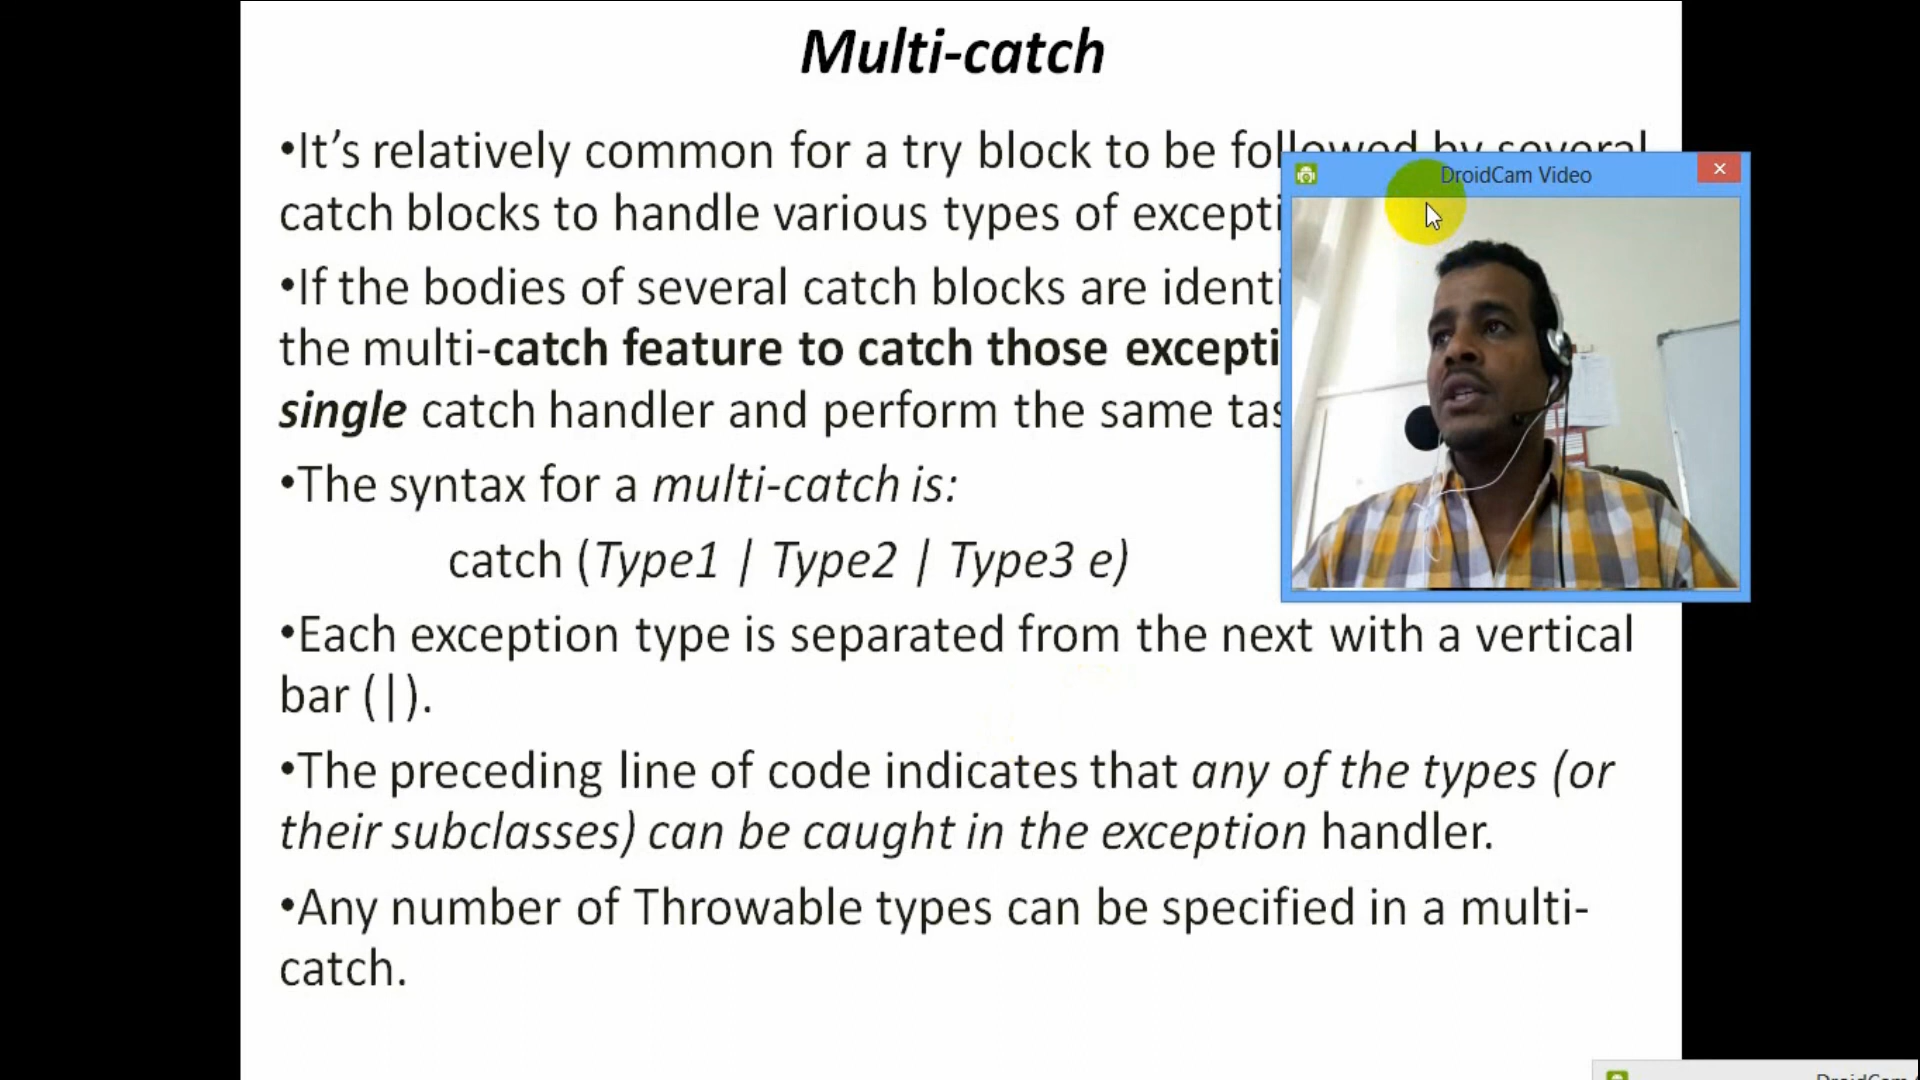 Multi-catch
•It’s relatively common for a try block to be followed by several
catch blocks to handle various types of excepti
•If the bodies of several catch blocks are identi
the multi-catch feature to catch those excepti
single catch handler and perform the same tas
•The syntax for a multi-catch is:
catch (Type1 | Type2 | Type3 e)
•Each exception type is separated from the next with a vertical
bar (|).
•The preceding line of code indicates that any of the types (or
their subclasses) can be caught in the exception handler.
•Any number of Throwable types can be specified in a multi-
catch.
DroidCam Video
DroidCam